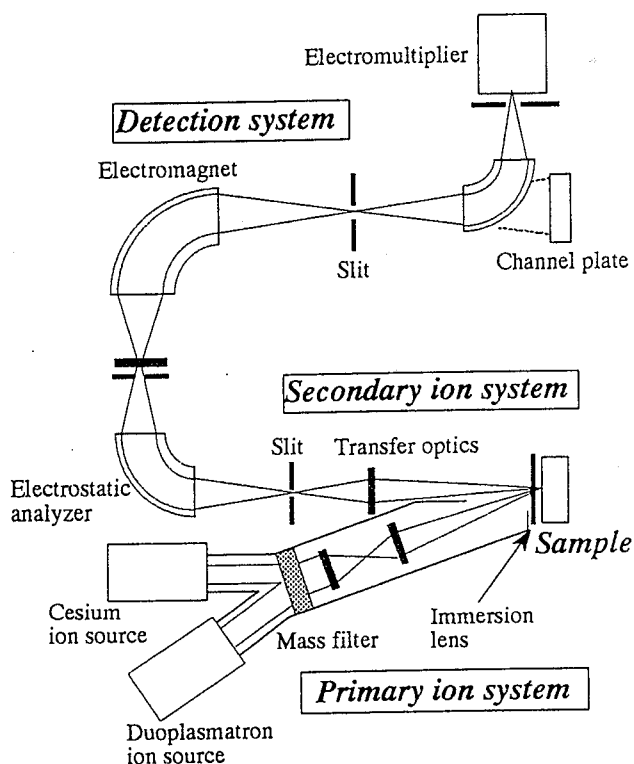 Electromultiplier
Detection system
Electromagnet
Slit
Channel plate
Secondary ion system
Slit
Transfer optics
Electrostatic
analyzer
Sample
Cesium
ion source
Mass filter
Immersion
lens
Primary ion system
Duoplasmatron
ion source